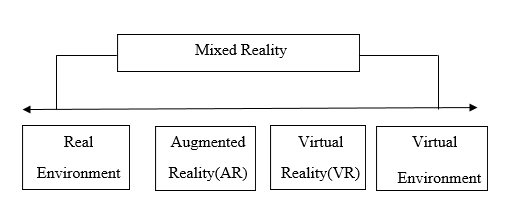 Mixed Reality
Real
Environment
Augmented
Reality(AR)
Virtual
Reality(VR)
Virtual
Environment